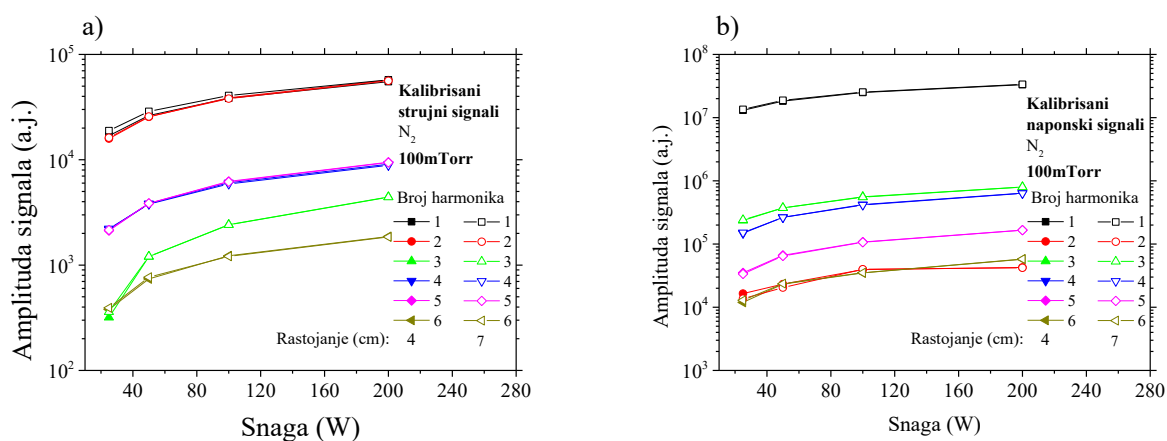 a)
10^5
10^4
10^3
10^2
Amplituda signala (a.j.)
Kalibrisani
strujni signali
N_2
100mTorr
Broj harmonika
1 1
2 2
3 3
4 4
5 5
6 6
Rastojanje (cm): 4 7
40 80 120 160 200 240 280
Snaga (W)
b)
10^8
10^7
10^6
10^5
10^4
10^3
Amplituda signala (a.j.)
Kalibrisani
naponski signali
N_2
100mTorr
Broj harmonika
1 1
2 2
3 3
4 4
5 5
6 6
Rastojanje (cm): 4 7
40 80 120 160 200 240 280
Snaga (W)